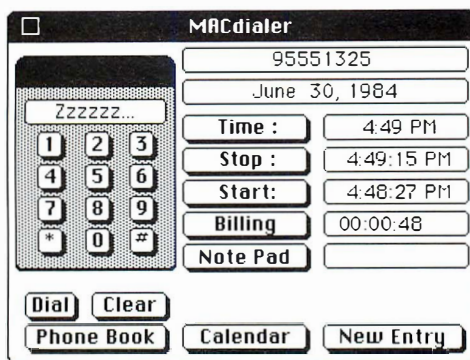 MACdialer
95551325
June 30, 1984
Zzzzzz...
1 2 3
4 5 6
7 8 9
* 0 #
Time : 4:49 PM
Stop : 4:49:15 PM
Start: 4:48:27 PM
Billing 00:00:48
Note Pad
Dial Clear
Phone Book Calendar New Entry